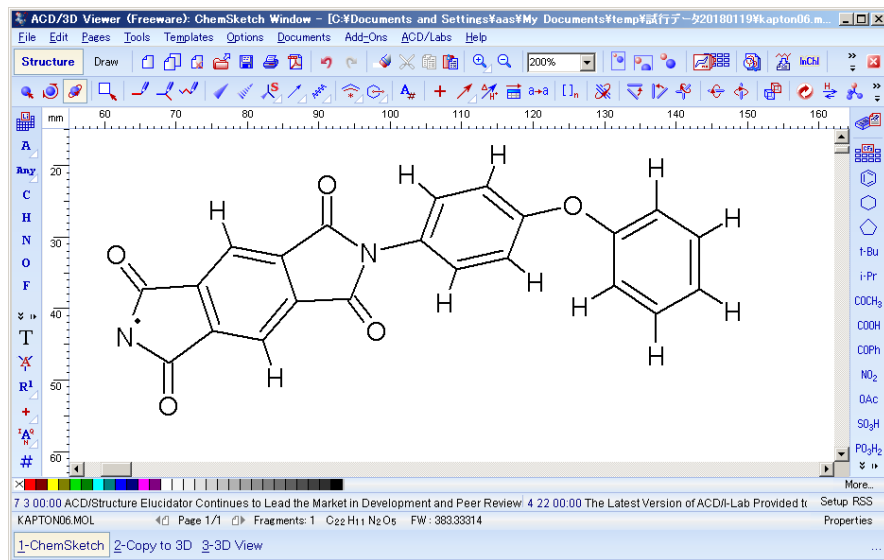 ACD/3D Viewer (Freeware): ChemSketch Window - [C:¥Documents and Settings¥aas¥My Documents¥temp¥試行データ20180119¥kapton06.m...
File Edit Pages Tools Templates Options Documents Add-Ons ACD/Labs Help
Structure Draw 200% InChI
A# + a→a [ ]n H
mm 60 70 80 90 100 110 120 130 140 150 160
A
Any
C
H
N
O
F
T
A
R1
+
#
20
30
40
50
60
t-Bu
i-Pr
COCH3
COOH
COPh
NO2
OAc
SO3H
PO3H2
H
H O H O H
H N H
O H H H
N O H
H
O
More...
7 3 00:00 ACD/Structure Elucidator Continues to Lead the Market in Development and Peer Review 4 22 00:00 The Latest Version of ACD/I-Lab Provided to Setup RSS
KAPTON06.MOL Page 1/1 Fragments: 1 C22H11N2O5 FW : 383.33314 Properties
1-ChemSketch 2-Copy to 3D 3-3D View ...